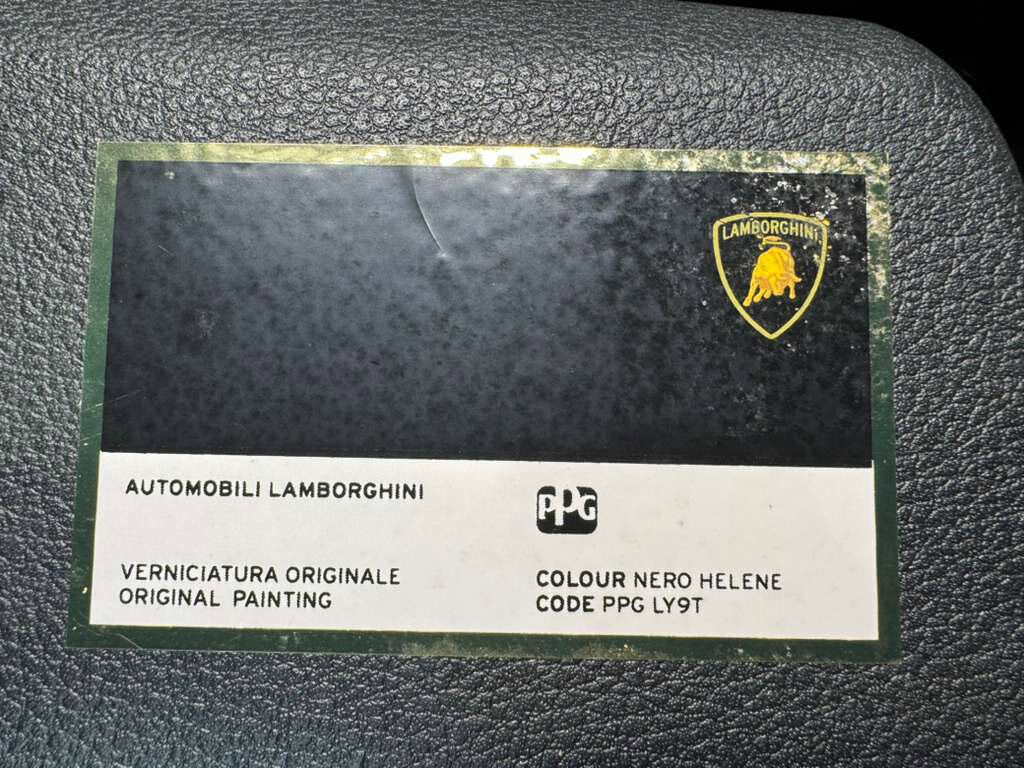 LAMBORGHINI
AUTOMOBILI LAMBORGHINI
PPG
VERNICIATURA ORIGINALE
ORIGINAL PAINTING
COLOUR NERO HELENE
CODE PPG LY9T